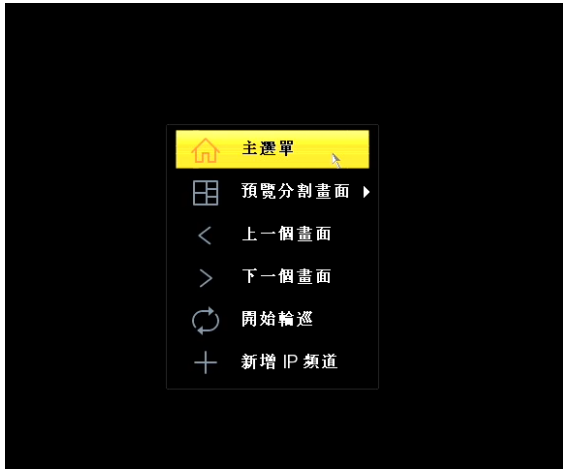 主選單
預覽分割畫面
上一個畫面
下一個畫面
開始輪巡
新增 IP 頻道